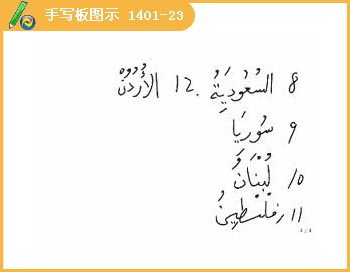 手写板图示 1401-23
8 السُّعُودِيَّةُ . 12 الأُرْدُنّ
9 سُورِيَا
10 لُبْنَان وَ
11 فِلِسْطِينُ